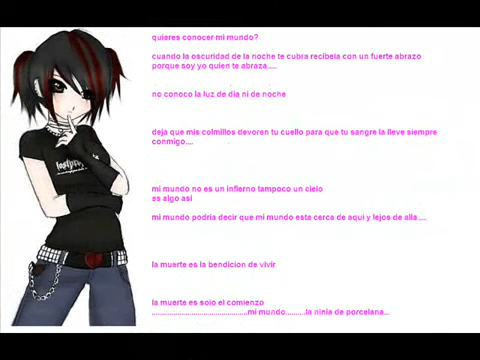 quieres conocer mi mundo?
cuando la oscuridad de la noche te cubra recibela con un fuerte abrazo
porque soy yo quien te abraza.....
no conoco la luz de dia ni de noche
deja que mis colmillos devoren tu cuello para que tu sangre la lleve siempre
conmigo....
mi mundo no es un infierno tampoco un cielo
es algo asi
mi mundo podria decir que mi mundo esta cerca de aqui y lejos de alla....
la muerte es la bendicion de vivir
la muerte es solo el comienzo
................................................mi mundo..........la ninia de porcelana...